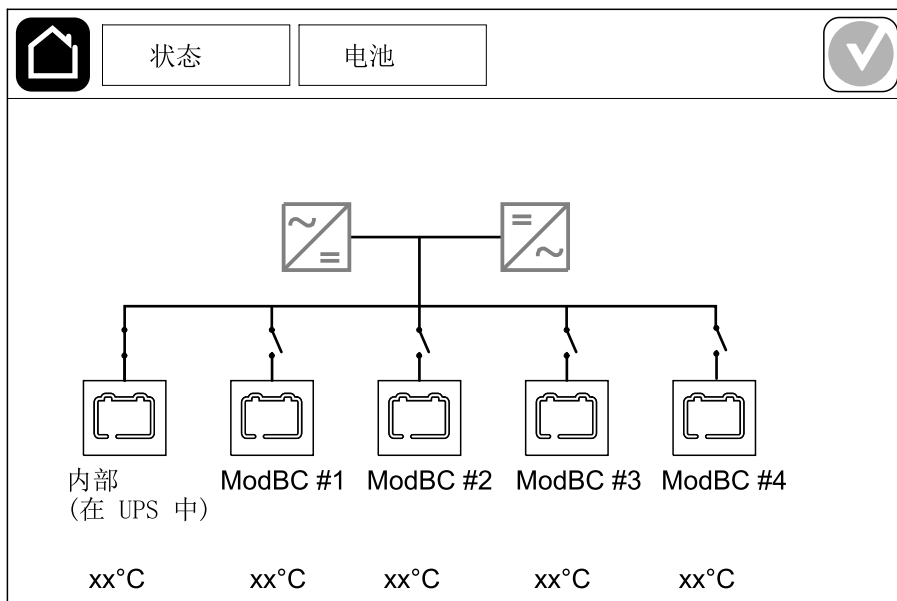 状态
电池
内部
(在 UPS 中)
ModBC #1
ModBC #2
ModBC #3
ModBC #4
xx°C
xx°C
xx°C
xx°C
xx°C